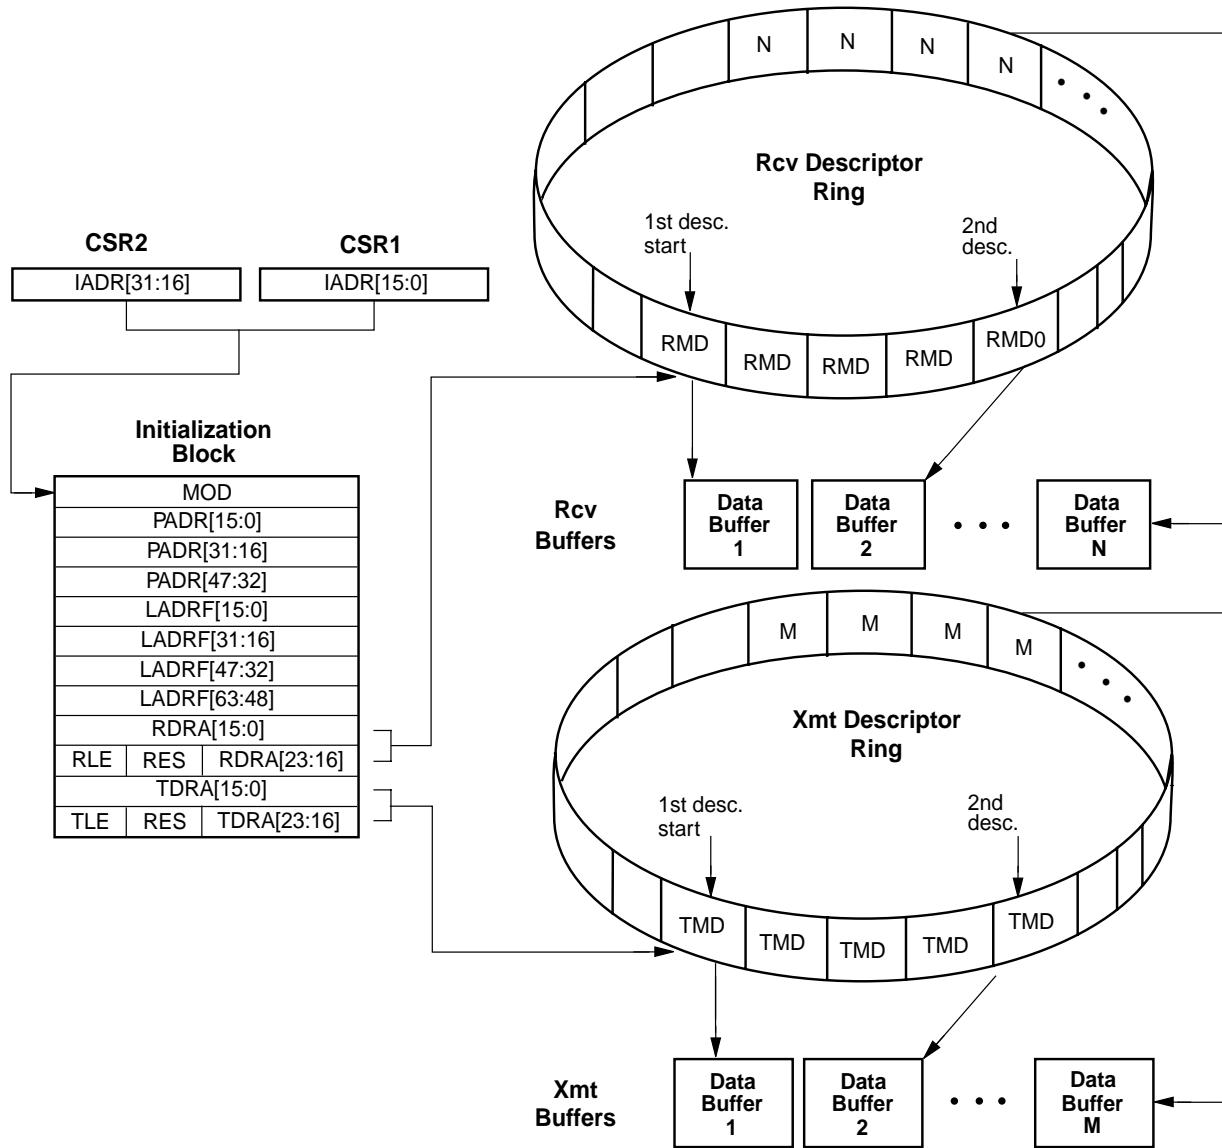 N N N N
Rcv Descriptor
Ring
1st desc.
start
2nd
desc.
CSR2 CSR1
IADR[31:16] IADR[15:0]
RMD RMD RMD RMD RMD0
Initialization
Block
MOD
PADR[15:0]
PADR[31:16]
PADR[47:32]
LADRF[15:0]
LADRF[31:16]
LADRF[47:32]
LADRF[63:48]
RDRA[15:0]
RLE RES RDRA[23:16]
TDRA[15:0]
TLE RES TDRA[23:16]
Rcv
Buffers
Data
Buffer
1
Data
Buffer
2
• • •
Data
Buffer
N
M M M M
Xmt Descriptor
Ring
1st desc.
start
2nd
desc.
TMD TMD TMD TMD TMD
Xmt
Buffers
Data
Buffer
1
Data
Buffer
2
• • •
Data
Buffer
M